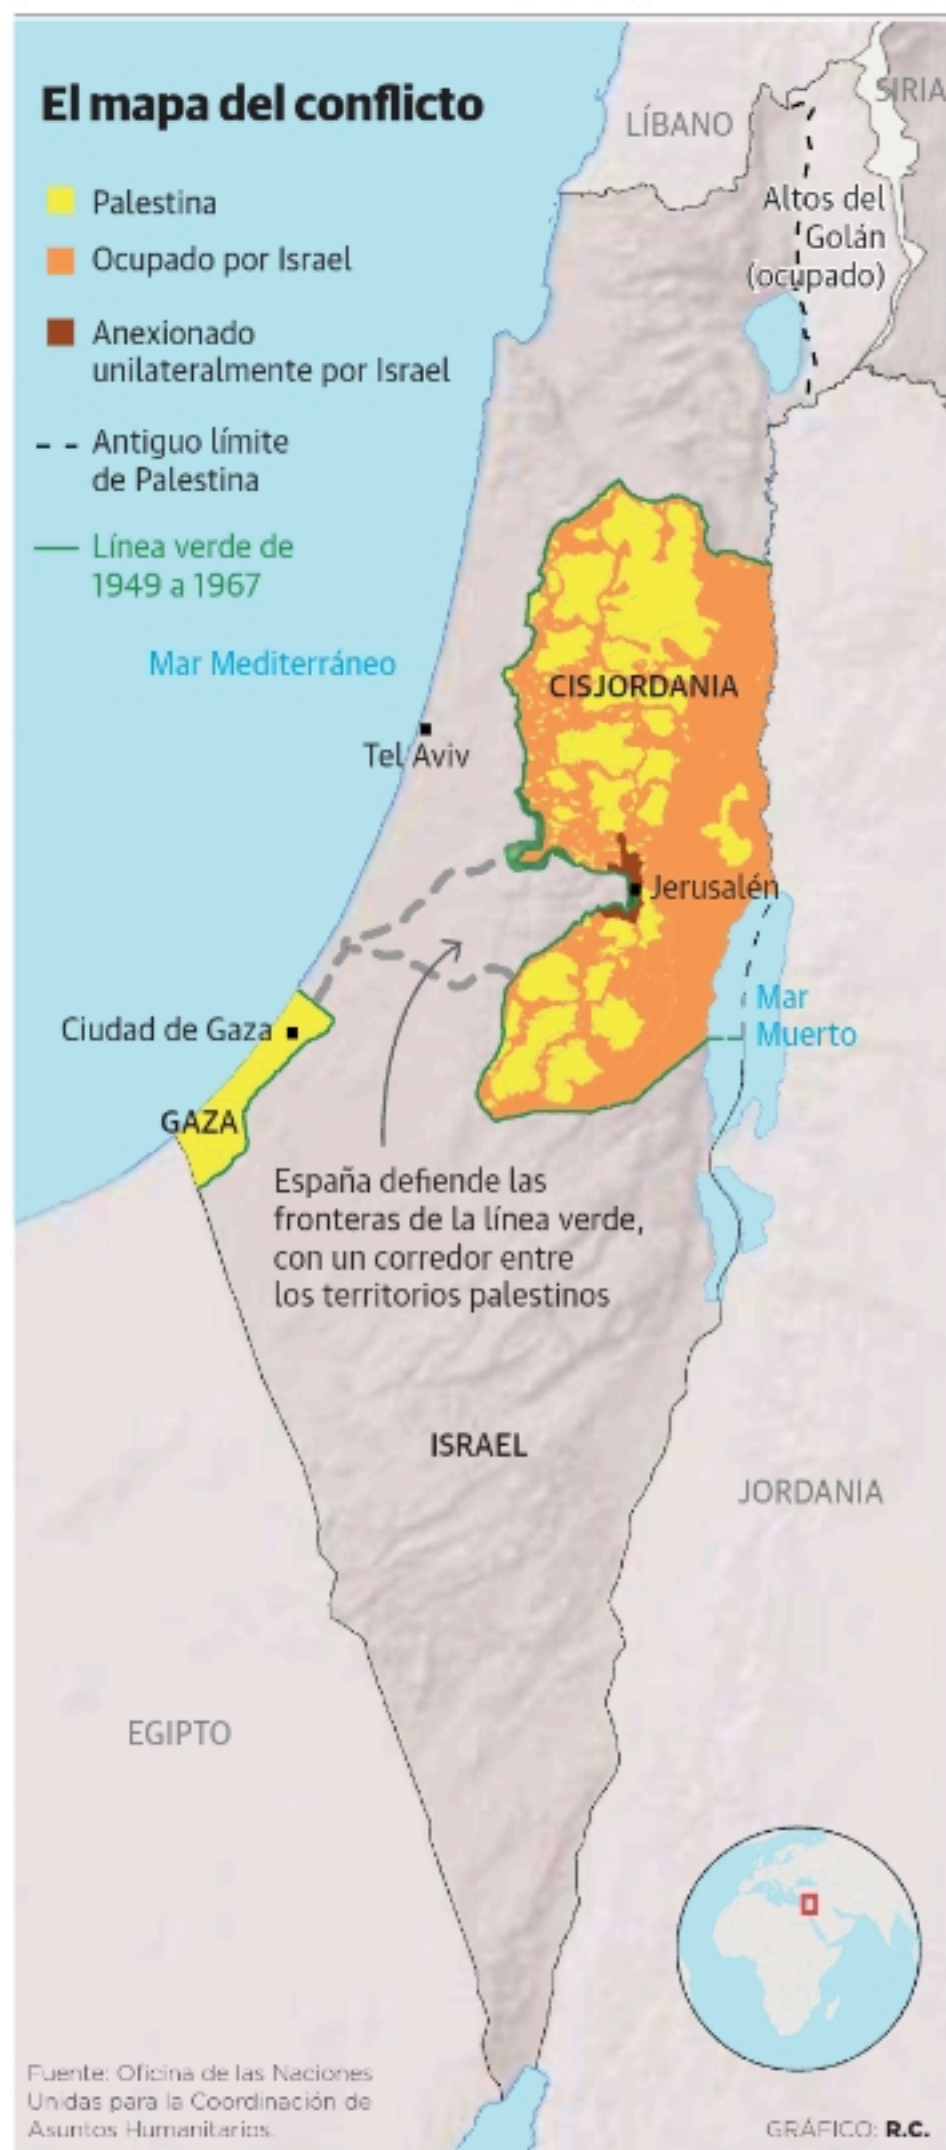 El mapa del conflicto
Palestina
Ocupado por Israel
Anexionado
unilateralmente por Israel
Antiguo límite
de Palestina
Línea verde de
1949 a 1967
LÍBANO
SIRIA
Altos del
Golán
(ocupado)
Mar Mediterráneo
CISJORDANIA
Tel Aviv
Jerusalén
Mar
Muerto
Ciudad de Gaza
GAZA
España defiende las
fronteras de la línea verde,
con un corredor entre
los territorios palestinos
ISRAEL
JORDANIA
EGIPTO
Fuente: Oficina de las Naciones
Unidas para la Coordinación de
Asuntos Humanitarios.
GRÁFICO: R.C.